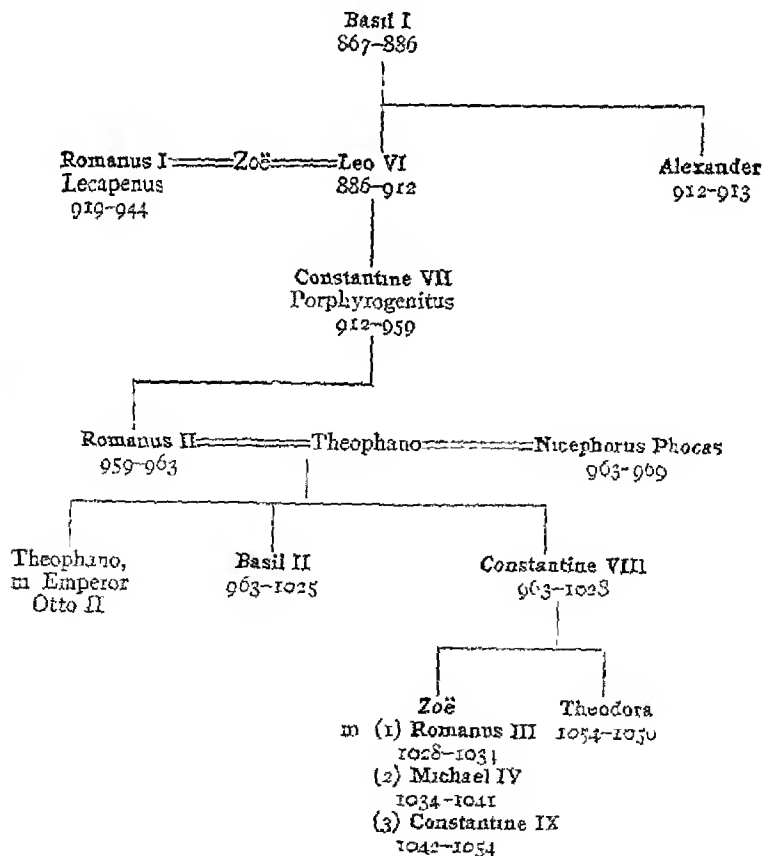 Basil I
867-886
Romanus I Zoë Leo VI Alexander
Lecapenus 886-912 912-913
919-944
Constantine VII
Porphyrogenitus
912-959
Romanus II Theophano Nicephorus Phocas
959-963 963-969
Theophano, Basil II Constantine VIII
m Emperor 963-1025 963-1028
Otto II
Zoë Theodora
m (1) Romanus III
1028-1034
(2) Michael IV
1034-1041
(3) Constantine IX
1042-1054